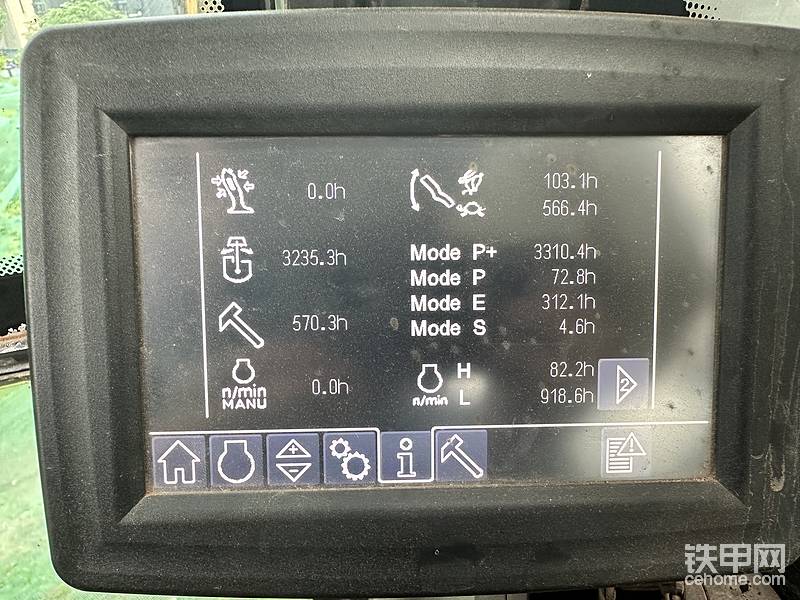 0.0h
3235.3h
570.3h
n/min
MANU
0.0h
103.1h
566.4h
Mode P+ 3310.4h
Mode P 72.8h
Mode E 312.1h
Mode S 4.6h
n/min
H 82.2h
L 918.6h
2
铁甲网
cehome.com